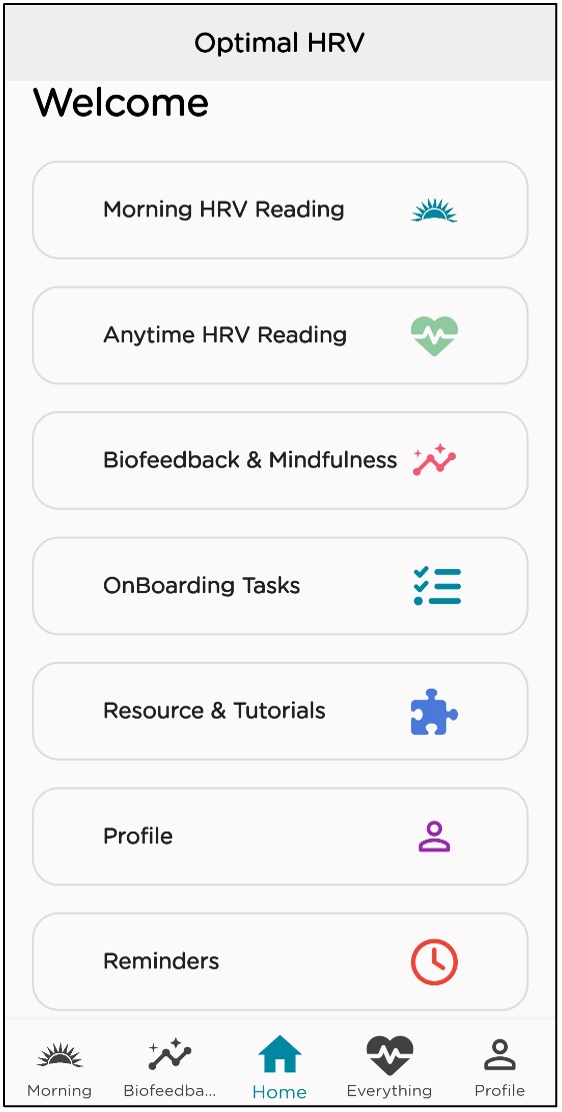 Optimal HRV
Welcome
Morning HRV Reading
Anytime HRV Reading
Biofeedback & Mindfulness
OnBoarding Tasks
Resource & Tutorials
Profile
Reminders
Morning Biofeedba... Home Everything Profile